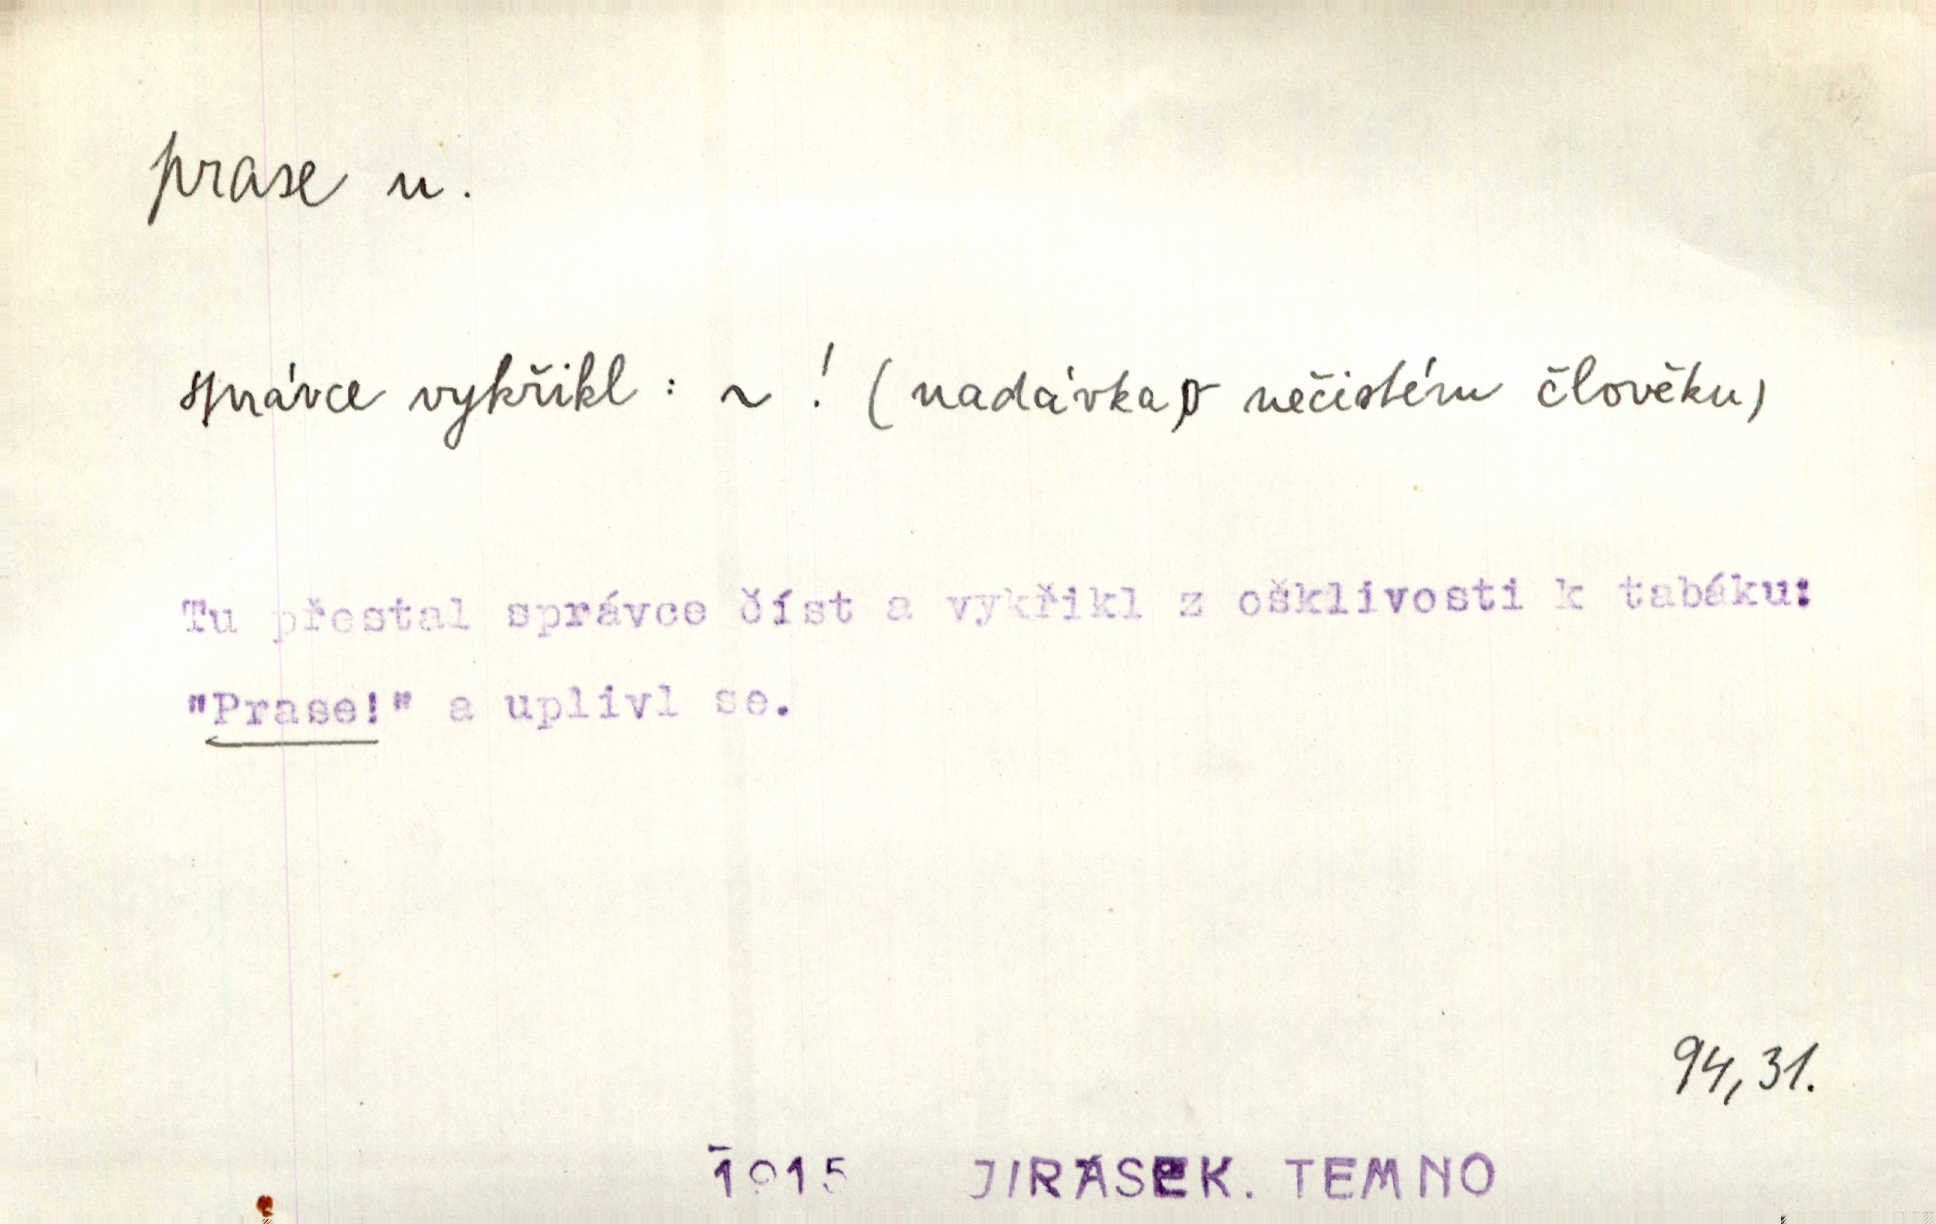 prase n.
správce vykřikl: ~! (nadávka o nečistém člověku)
Tu přestal správce číst a vykřikl z ošklivosti k tabáku:
"Prase!" a uplivl se.
94,31.
1915 JIRÁSEK. TEMNO